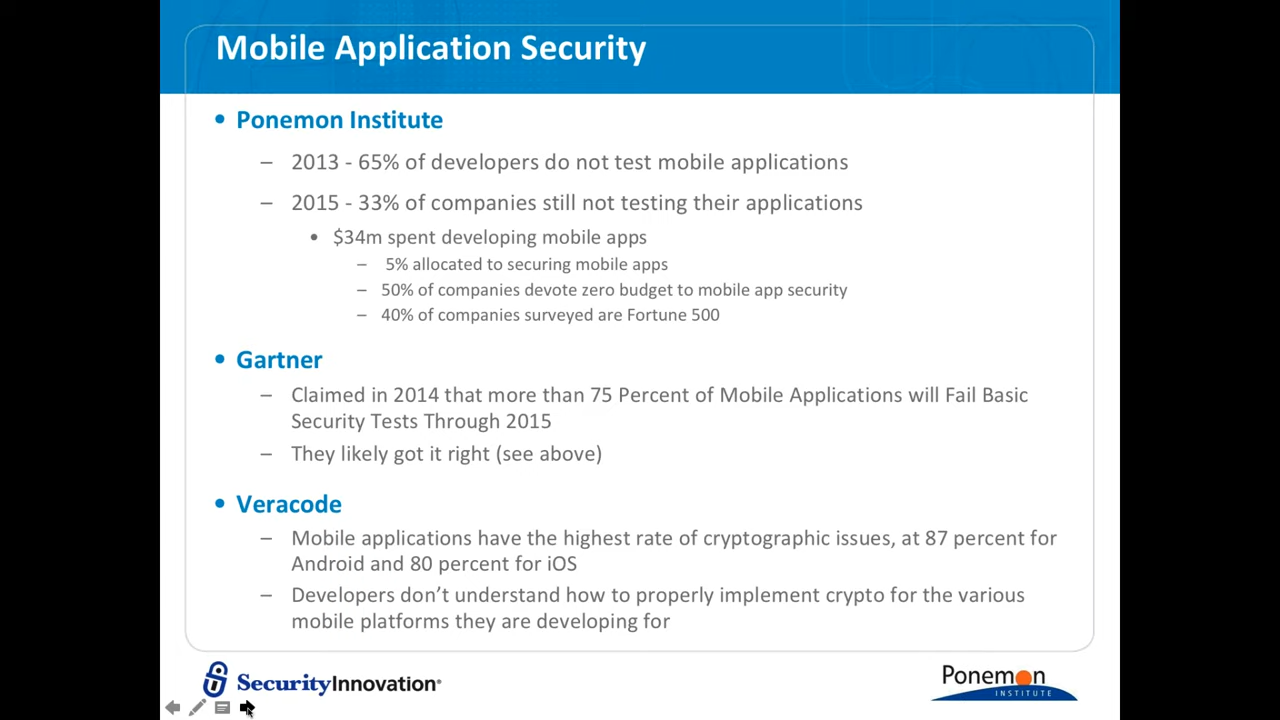 Mobile Application Security
• Ponemon Institute
– 2013 - 65% of developers do not test mobile applications
– 2015 - 33% of companies still not testing their applications
• $34m spent developing mobile apps
– 5% allocated to securing mobile apps
– 50% of companies devote zero budget to mobile app security
– 40% of companies surveyed are Fortune 500
• Gartner
– Claimed in 2014 that more than 75 Percent of Mobile Applications will Fail Basic
Security Tests Through 2015
– They likely got it right (see above)
• Veracode
– Mobile applications have the highest rate of cryptographic issues, at 87 percent for
Android and 80 percent for iOS
– Developers don’t understand how to properly implement crypto for the various
mobile platforms they are developing for
SecurityInnovation®
Ponemon
INSTITUTE